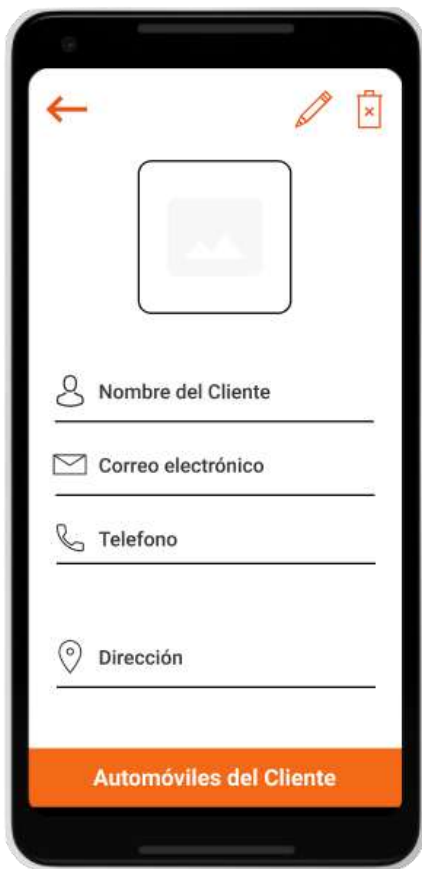 Nombre del Cliente
Correo electrónico
Telefono
Dirección
Automóviles del Cliente